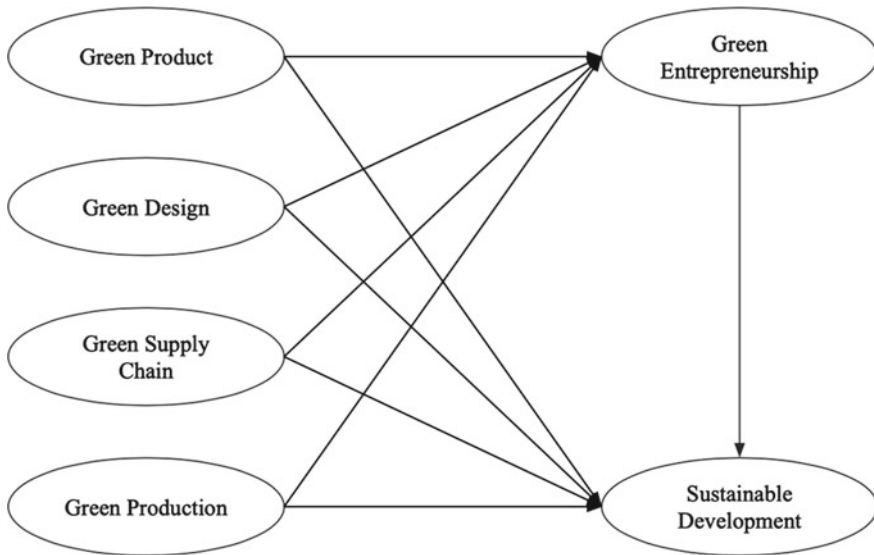 Green Product
Green
Entrepreneurship
Green Design
Green Supply
Chain
Green Production
Sustainable
Development